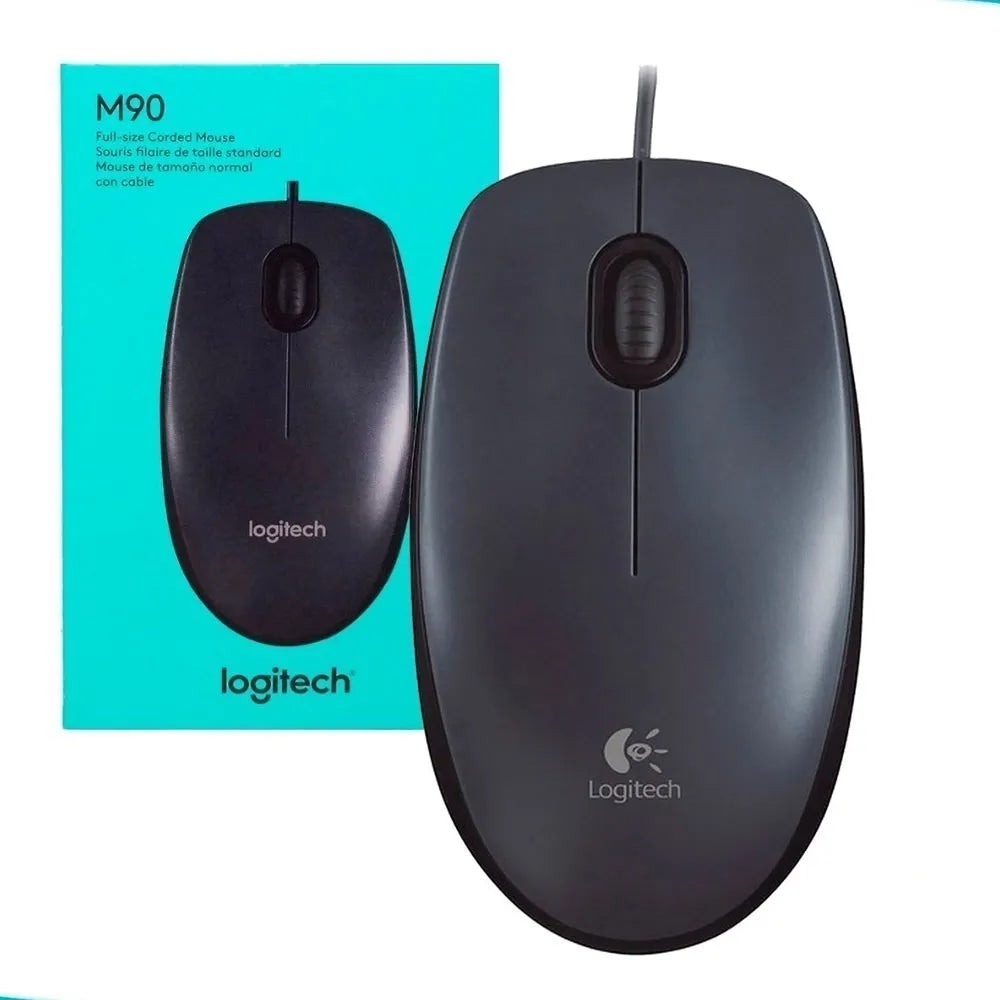 M90
Full-size Corded Mouse
Souris filaire de taille standard
Mouse de tamaño normal
con cable
logitech
logitech
Logitech